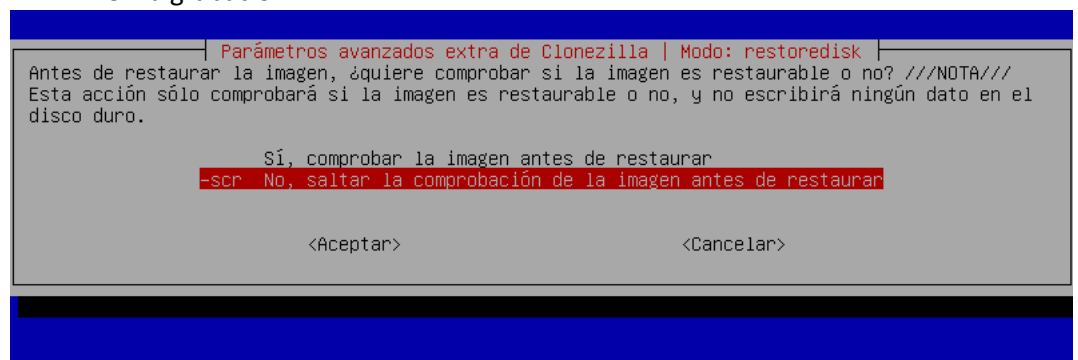 Parámetros avanzados extra de Clonezilla | Modo: restoredisk
Antes de restaurar la imagen, ¿quiere comprobar si la imagen es restaurable o no? ///NOTA///
Esta acción sólo comprobará si la imagen es restaurable o no, y no escribirá ningún dato en el
disco duro.
Sí, comprobar la imagen antes de restaurar
-scr No, saltar la comprobación de la imagen antes de restaurar
<Aceptar> <Cancelar>